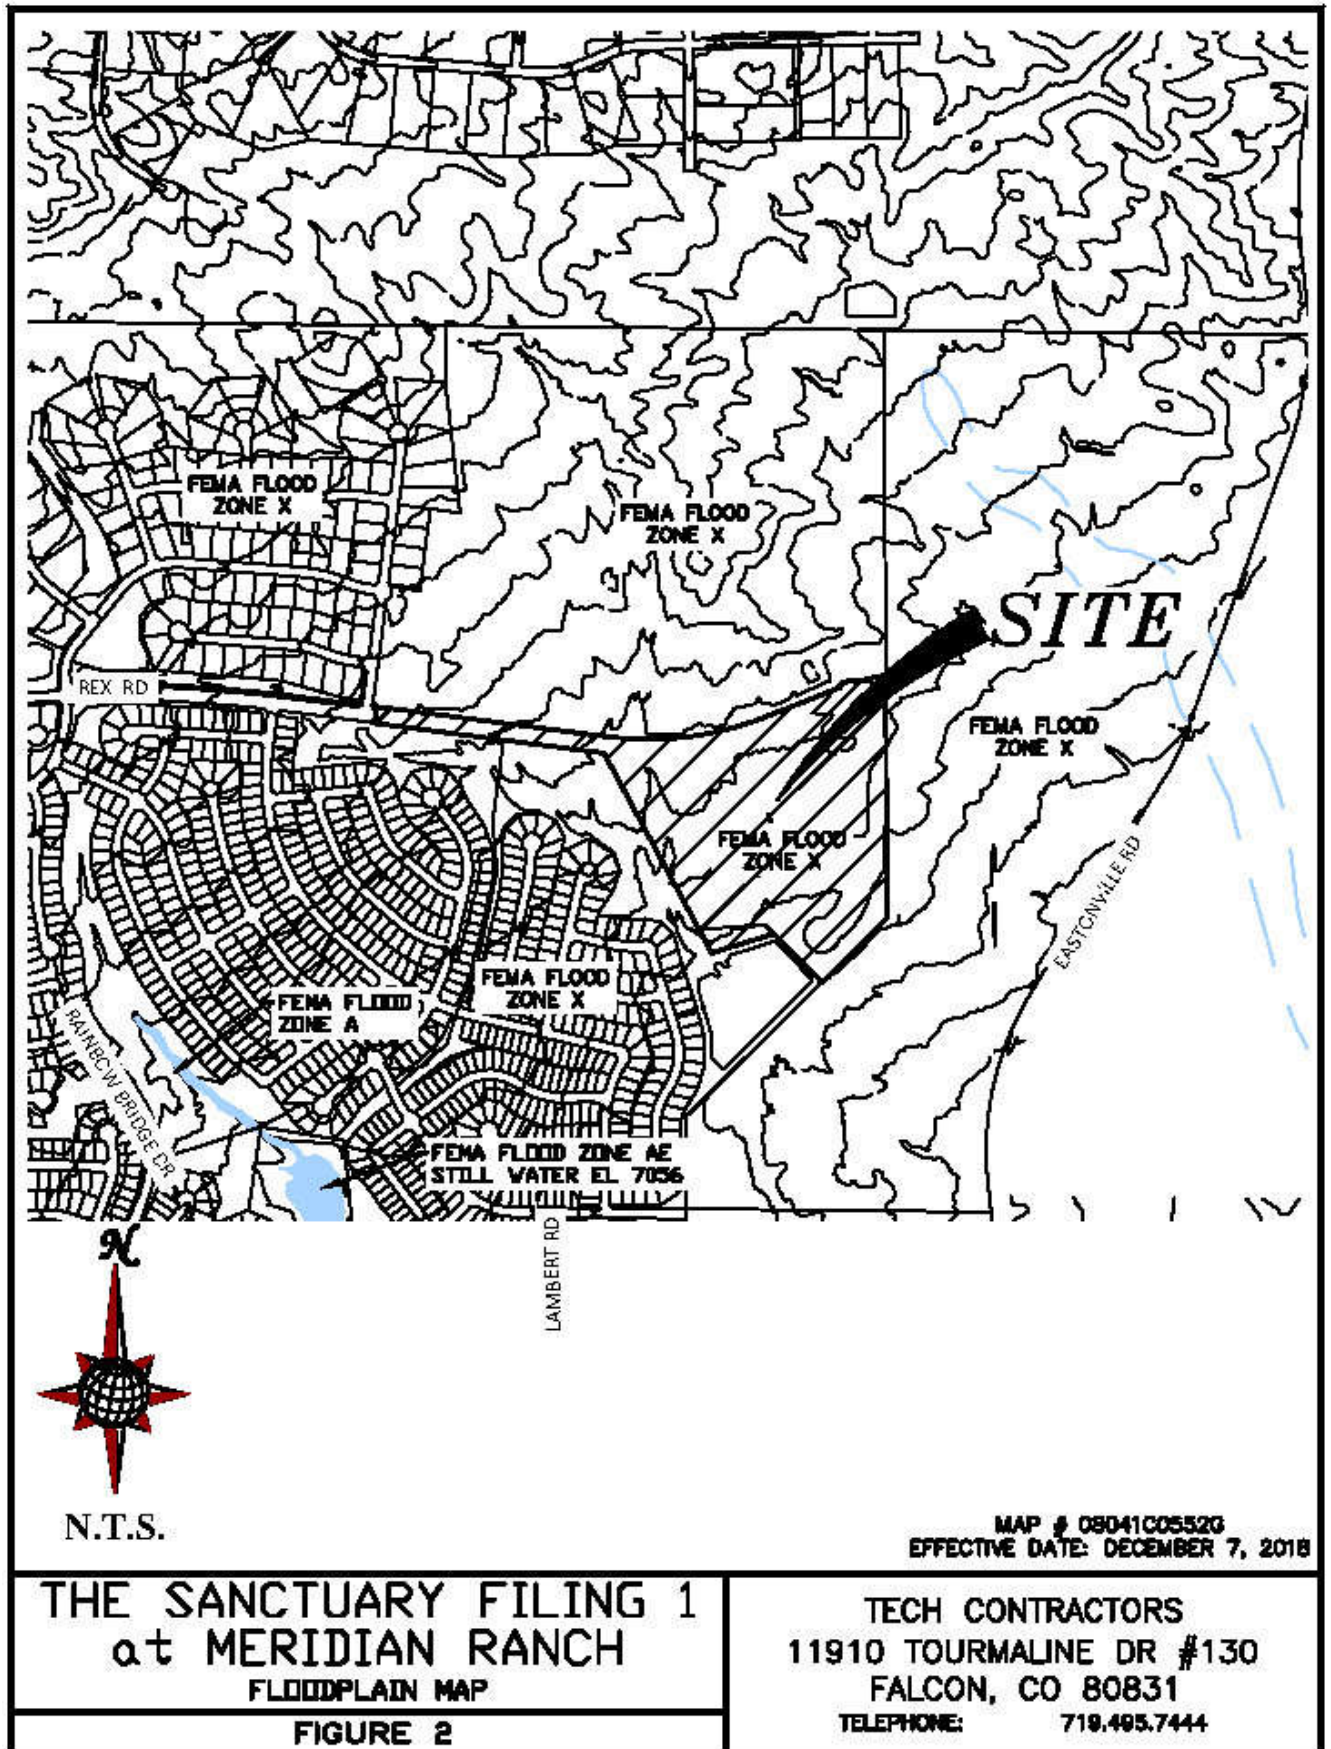 FEMA FLOOD
ZONE X
FEMA FLOOD
ZONE X
SITE
REX RD
FEMA FLOOD
ZONE X
FEMA FLOOD
ZONE X
EASTONVILLE RD
FEMA FLOOD
ZONE X
FEMA FLOOD
ZONE A
RAINBOW BRIDGE DR
FEMA FLOOD ZONE AE
STILL WATER EL 7056
LAMBERT RD
N
N.T.S.
MAP # 08041C0552G
EFFECTIVE DATE: DECEMBER 7, 2018
THE SANCTUARY FILING 1
at MERIDIAN RANCH
FLOODPLAIN MAP
FIGURE 2
TECH CONTRACTORS
11910 TOURMALINE DR #130
FALCON, CO 80831
TELEPHONE: 719.495.7444